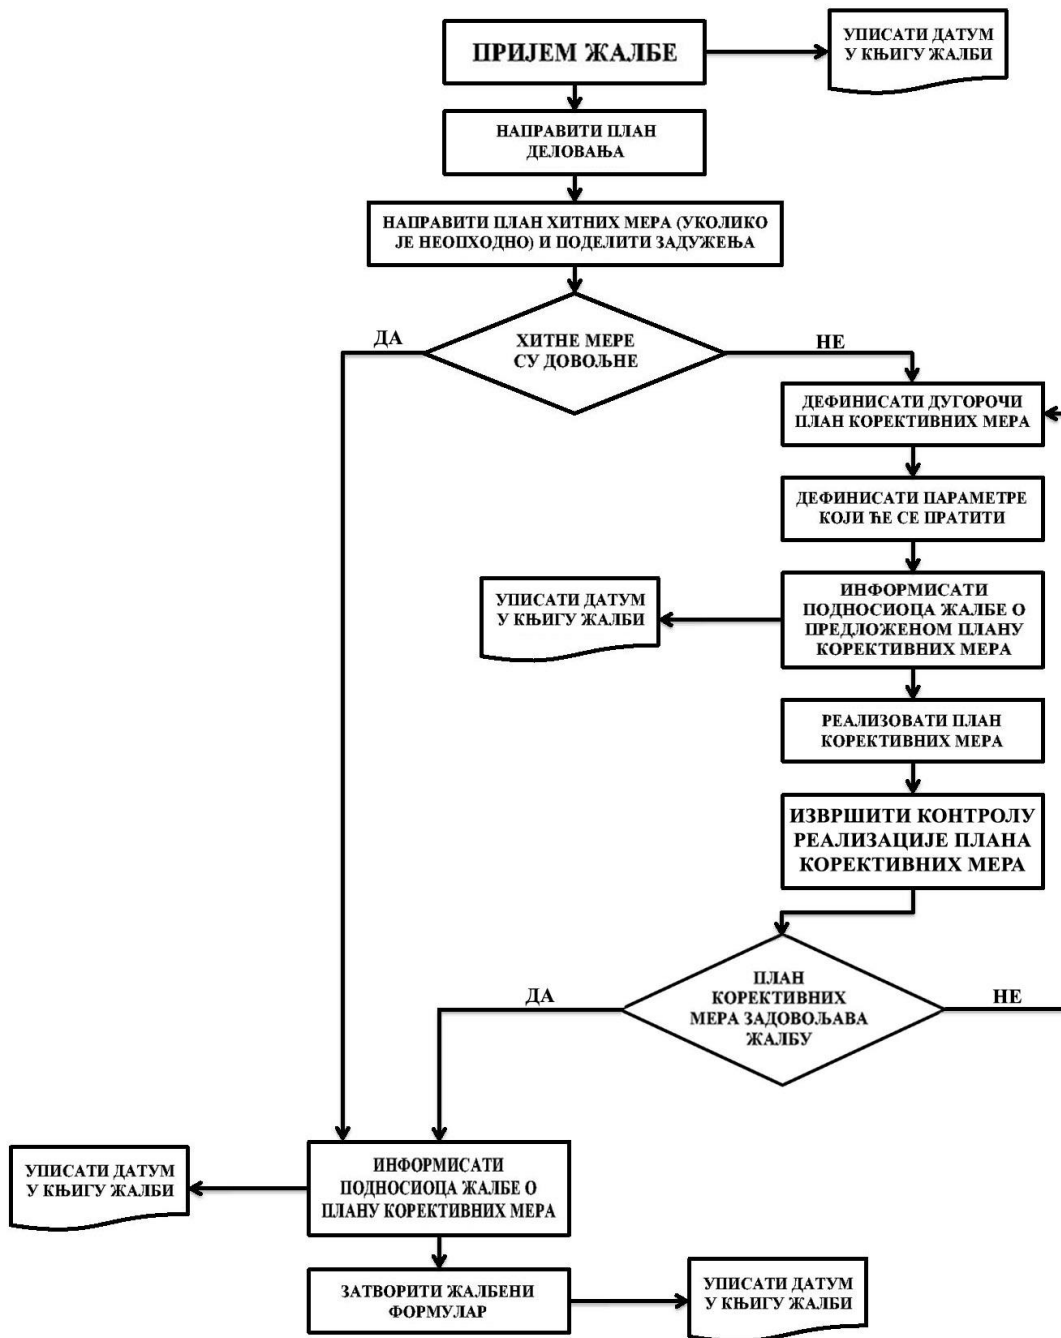 ПРИЈЕМ ЖАЛБЕ
УПИСАТИ ДАТУМ
У КЊИГУ ЖАЛБИ
НАПРАВИТИ ПЛАН
ДЕЛОВАЊА
НАПРАВИТИ ПЛАН ХИТНИХ МЕРА (УКОЛИКО
ЈЕ НЕОПХОДНО) И ПОДЕЛИТИ ЗАДУЖЕЊА
ДА
ХИТНЕ МЕРЕ
СУ ДОВОЉНЕ
НЕ
ДЕФИНИСАТИ ДУГОРОЧИ
ПЛАН КОРЕКТИВНИХ МЕРА
ДЕФИНИСАТИ ПАРАМЕТРЕ
КОЈИ ЋЕ СЕ ПРАТИТИ
ИНФОРМИСАТИ
ПОДНОСИОЦА ЖАЛБЕ О
ПРЕДЛОЖЕНОМ ПЛАНУ
КОРЕКТИВНИХ МЕРА
УПИСАТИ ДАТУМ
У КЊИГУ ЖАЛБИ
РЕАЛИЗОВАТИ ПЛАН
КОРЕКТИВНИХ МЕРА
ИЗВРШИТИ КОНТРОЛУ
РЕАЛИЗАЦИЈЕ ПЛАНА
КОРЕКТИВНИХ МЕРА
ДА
ПЛАН
КОРЕКТИВНИХ
МЕРА ЗАДОВОЉАВА
ЖАЛБУ
НЕ
УПИСАТИ ДАТУМ
У КЊИГУ ЖАЛБИ
ИНФОРМИСАТИ
ПОДНОСИОЦА ЖАЛБЕ О
ПЛАНУ КОРЕКТИВНИХ МЕРА
ЗАТВОРИТИ ЖАЛБЕНИ
ФОРМУЛАР
УПИСАТИ ДАТУМ
У КЊИГУ ЖАЛБИ